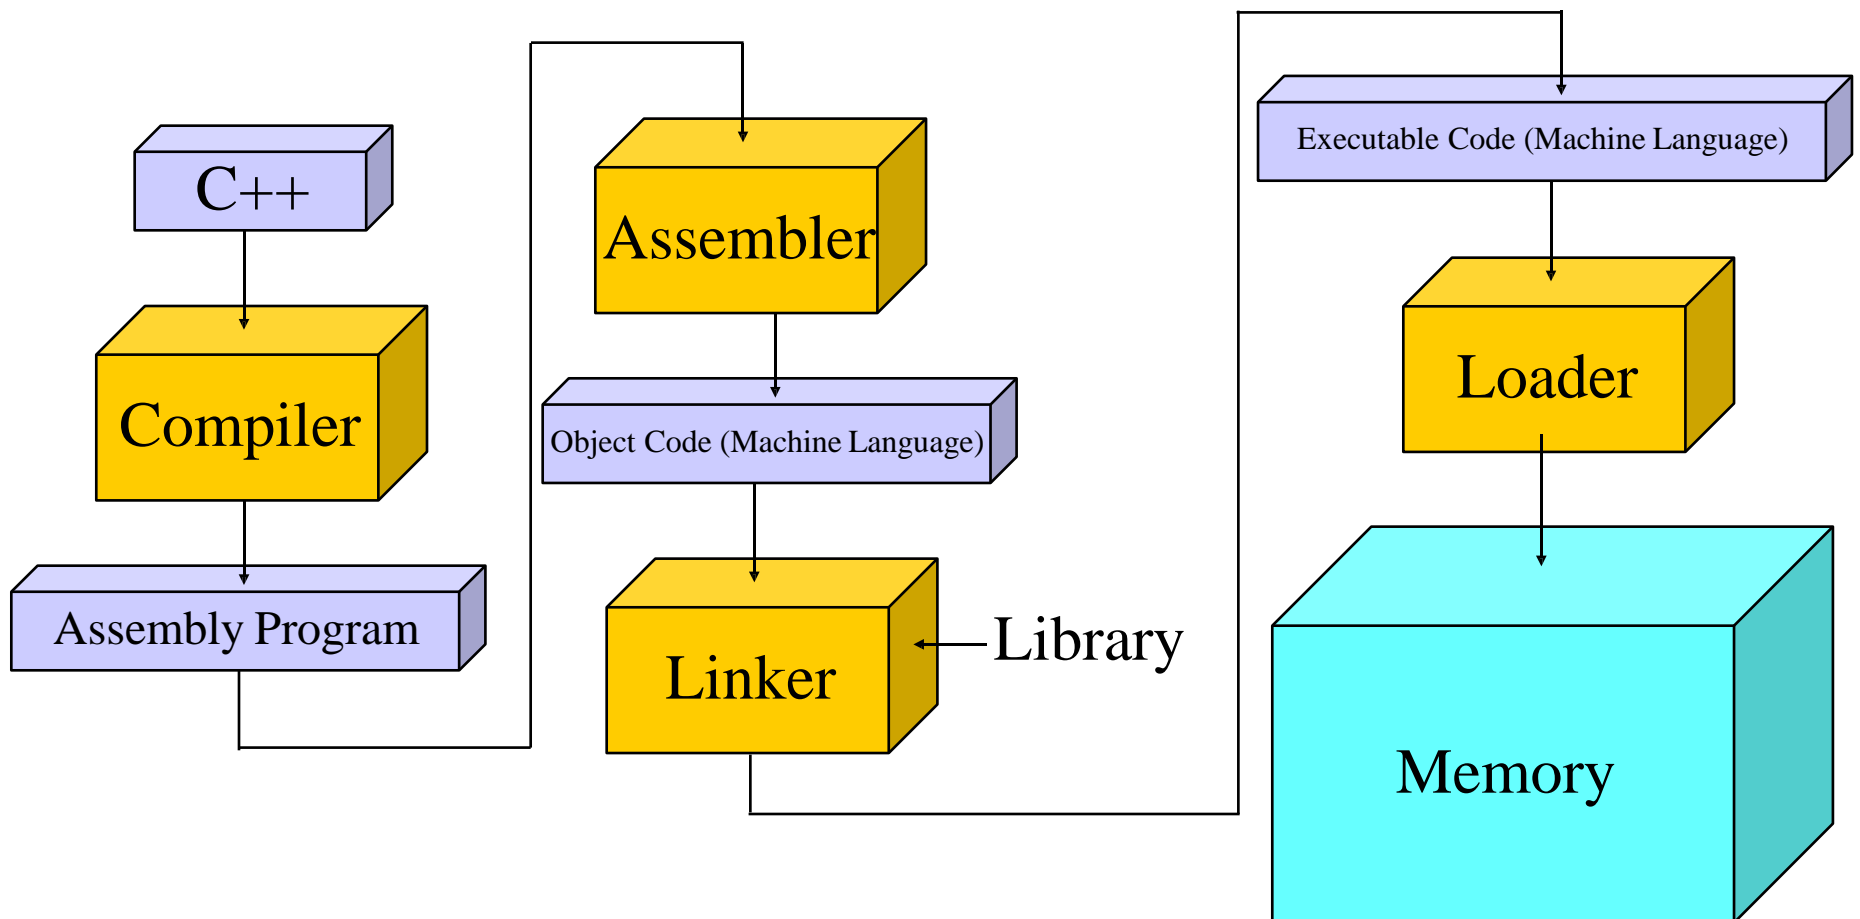 C++
Compiler
Assembly Program
Assembler
Object Code (Machine Language)
Linker
Library
Executable Code (Machine Language)
Loader
Memory